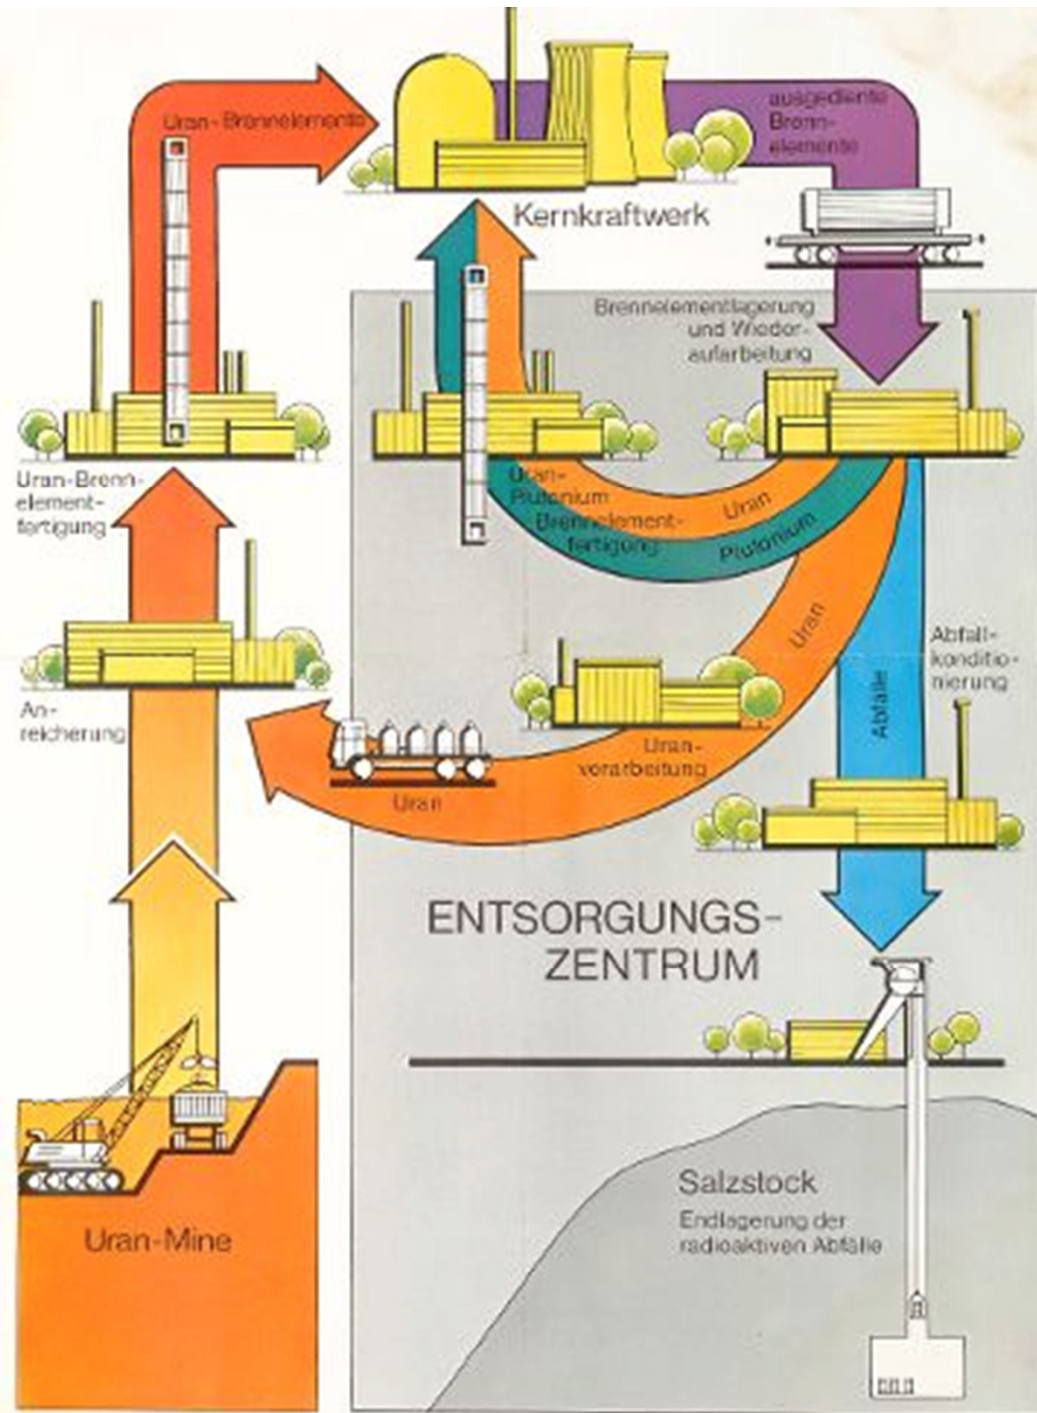 Uran-Brennelemente
ausgediente
Brenn-
elemente
Kernkraftwerk
Brennelementlagerung
und Wieder-
aufarbeitung
Uran-Brenn-
element-
fertigung
Uran-
Plutonium
Brennelement-
fertigung
Uran
Plutonium
Uran
Abfall-
konditio-
nierung
Abfälle
An-
reicherung
Uran-
vorarbeitung
Uran
ENTSORGUNGS-
ZENTRUM
Uran-Mine
Salzstock
Endlagerung der
radioaktiven Abfälle